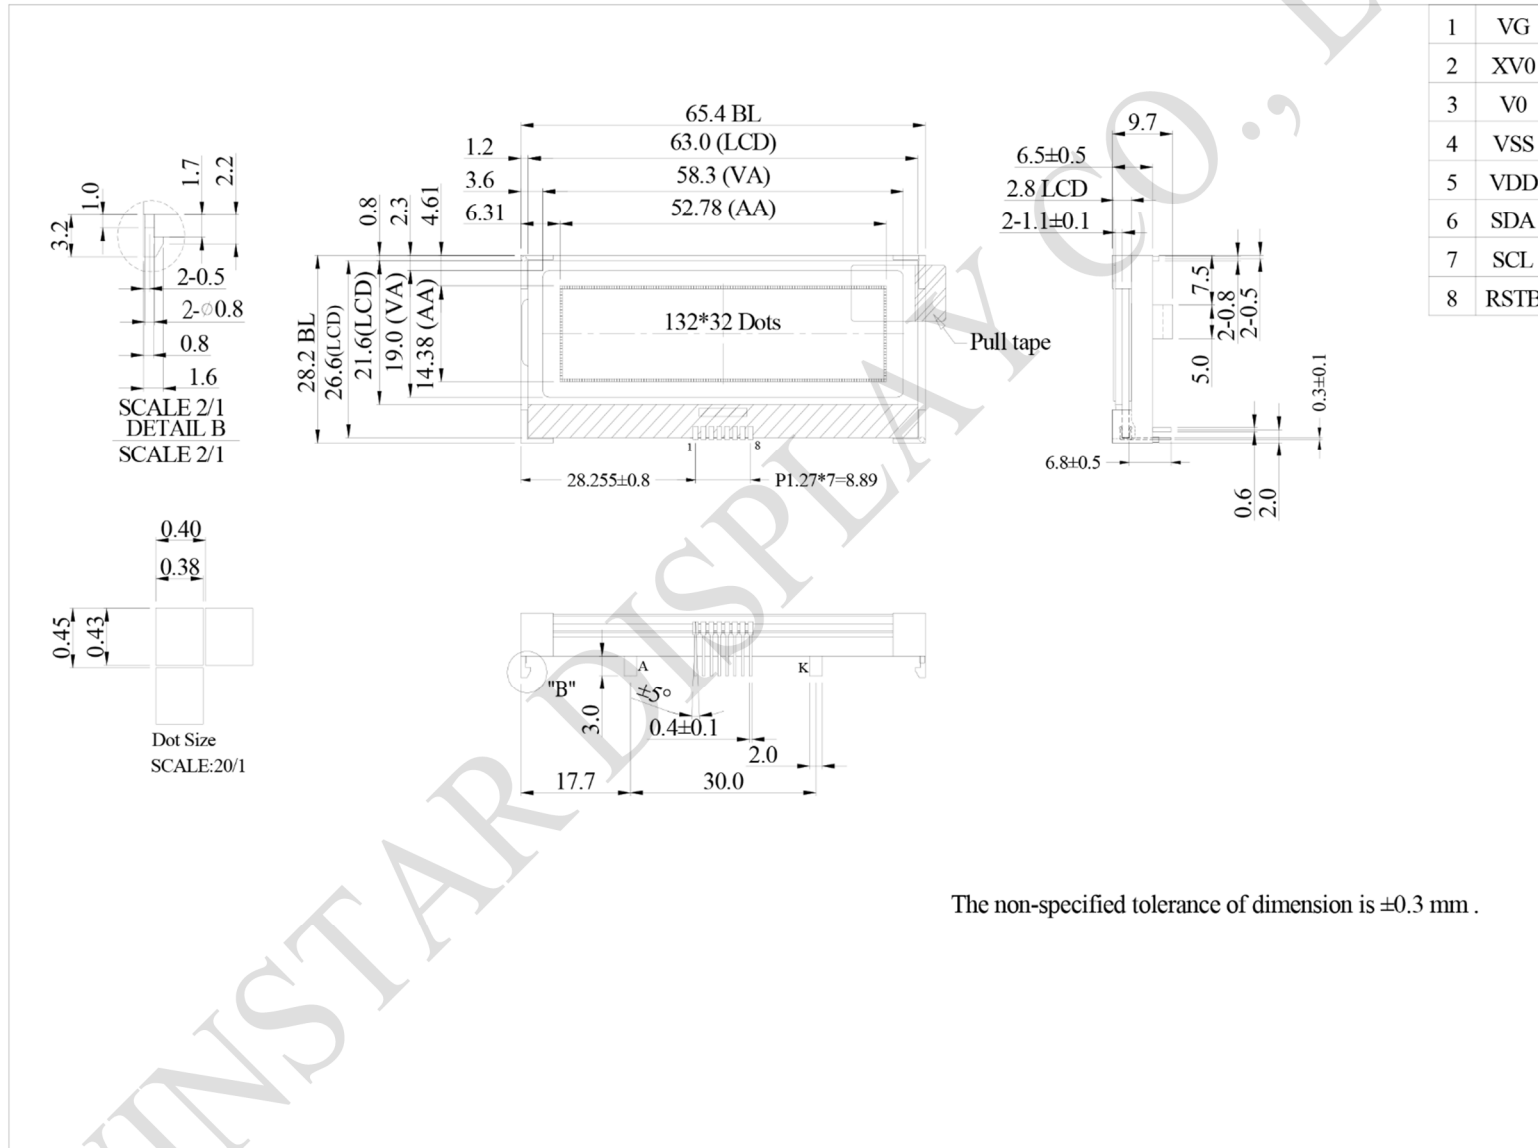 1 VG
2 XV0
3 V0
4 VSS
5 VDD
6 SDA
7 SCL
8 RSTB
65.4 BL
63.0 (LCD)
58.3 (VA)
52.78 (AA)
1.2
3.6
6.31
0.8
2.3
4.61
28.2 BL
26.6(LCD)
21.6(LCD)
19.0 (VA)
14.38 (AA)
132*32 Dots
Pull tape
1
8
28.255±0.8
P1.27*7=8.89
9.7
6.5±0.5
2.8 LCD
2-1.1±0.1
7.5
2-0.8
2-0.5
5.0
0.3±0.1
6.8±0.5
0.6
2.0
1.0
3.2
1.7
2.2
2-0.5
2-∅0.8
0.8
1.6
SCALE 2/1
DETAIL B
SCALE 2/1
0.40
0.38
0.45
0.43
Dot Size
SCALE:20/1
"B"
A
K
±5°
3.0
0.4±0.1
2.0
17.7
30.0
The non-specified tolerance of dimension is ±0.3 mm .
INSTAR DISPLAY CO., L